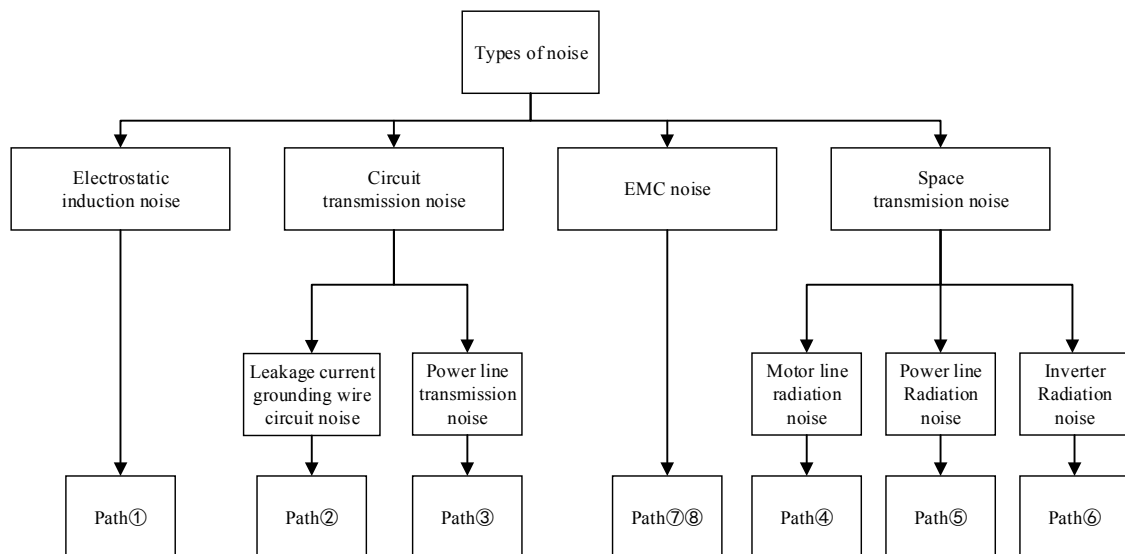 Types of noise
Electrostatic
induction noise
Circuit
transmission noise
EMC noise
Space
transmision noise
Leakage current
grounding wire
circuit noise
Power line
transmission
noise
Motor line
radiation
noise
Power line
Radiation
noise
Inverter
Radiation
noise
Path①
Path②
Path③
Path⑦⑧
Path④
Path⑤
Path⑥